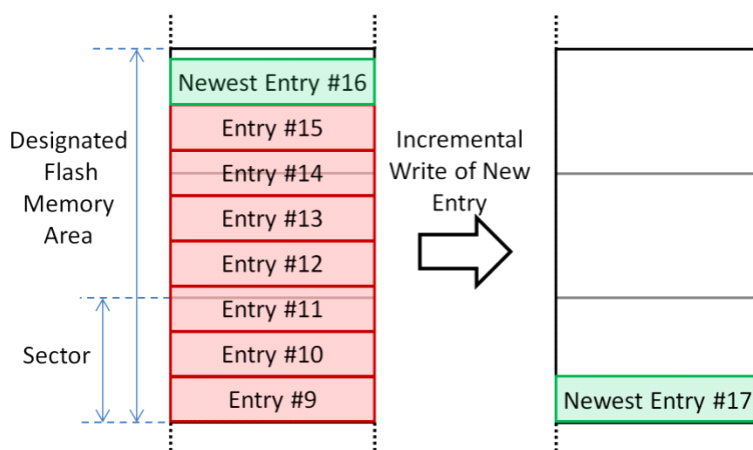 Newest Entry #16
Entry #15
Entry #14
Entry #13
Entry #12
Entry #11
Entry #10
Entry #9
Designated
Flash
Memory
Area
Sector
Incremental
Write of New
Entry
Newest Entry #17